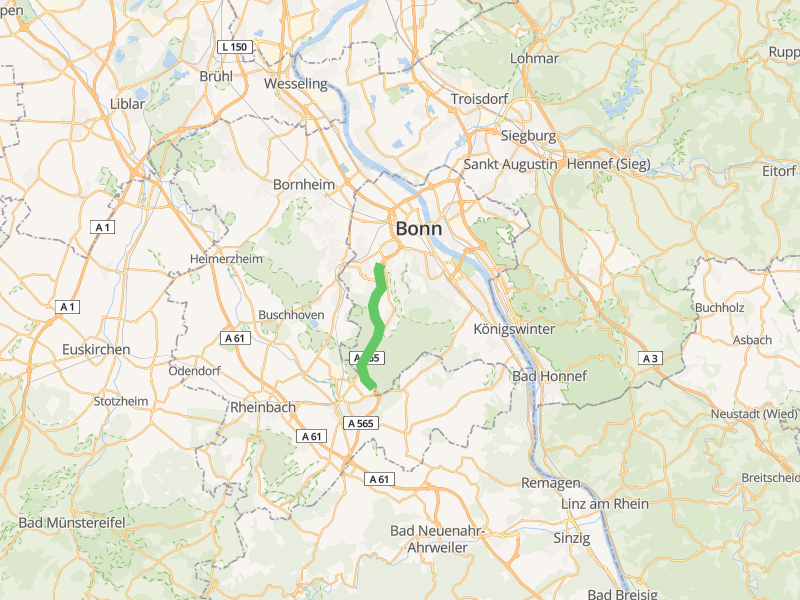 pen
L 150
Lohmar
Rupp
Brühl
Wesseling
Liblar
Troisdorf
Siegburg
Sankt Augustin
Hennef (Sieg)
Eitorf
Bornheim
A 1
Bonn
Heimerzheim
A 1
Buschhoven
Buchholz
Königswinter
A 61
Asbach
Euskirchen
A 565
A 3
Odendorf
Bad Honnef
Stotzheim
Rheinbach
Neustadt (Wied)
A 565
A 61
A 61
Breitscheid
Remagen
Linz am Rhein
Bad Münstereifel
Bad Neuenahr-
Ahrweiler
Sinzig
Bad Breisig